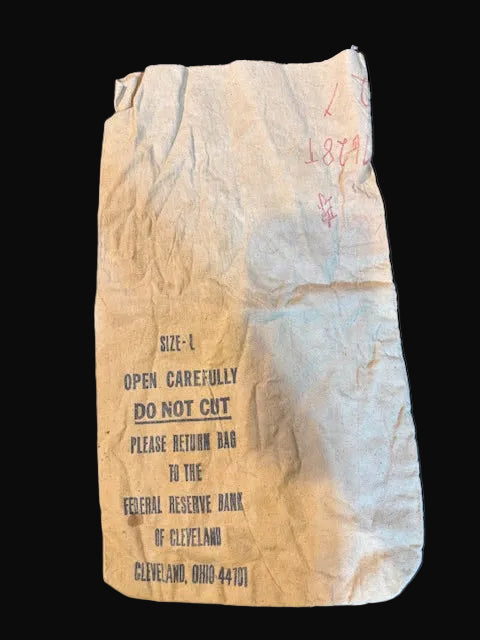 SIZE-L
OPEN CAREFULLY
DO NOT CUT
PLEASE RETURN BAG
TO THE
FEDERAL RESERVE BANK
OF CLEVELAND
CLEVELAND, OHIO 44101